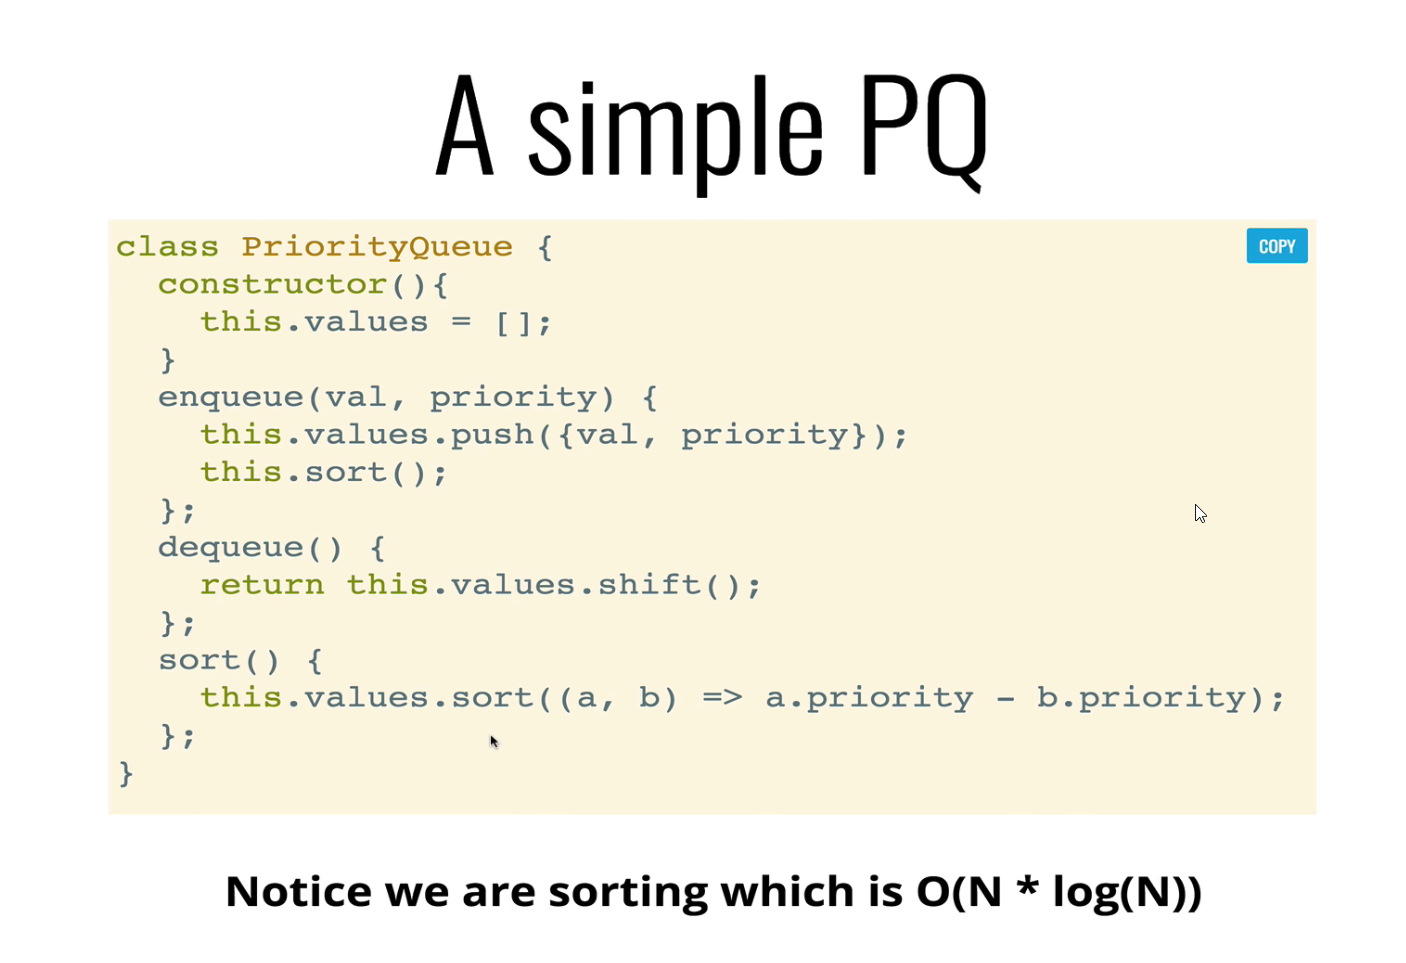 A simple PQ
COPY
class PriorityQueue {
  constructor(){
    this.values = [];
  }
  enqueue(val, priority) {
    this.values.push({val, priority});
    this.sort();
  };
  dequeue() {
    return this.values.shift();
  };
  sort() {
    this.values.sort((a, b) => a.priority - b.priority);
  };
}
Notice we are sorting which is O(N * log(N))